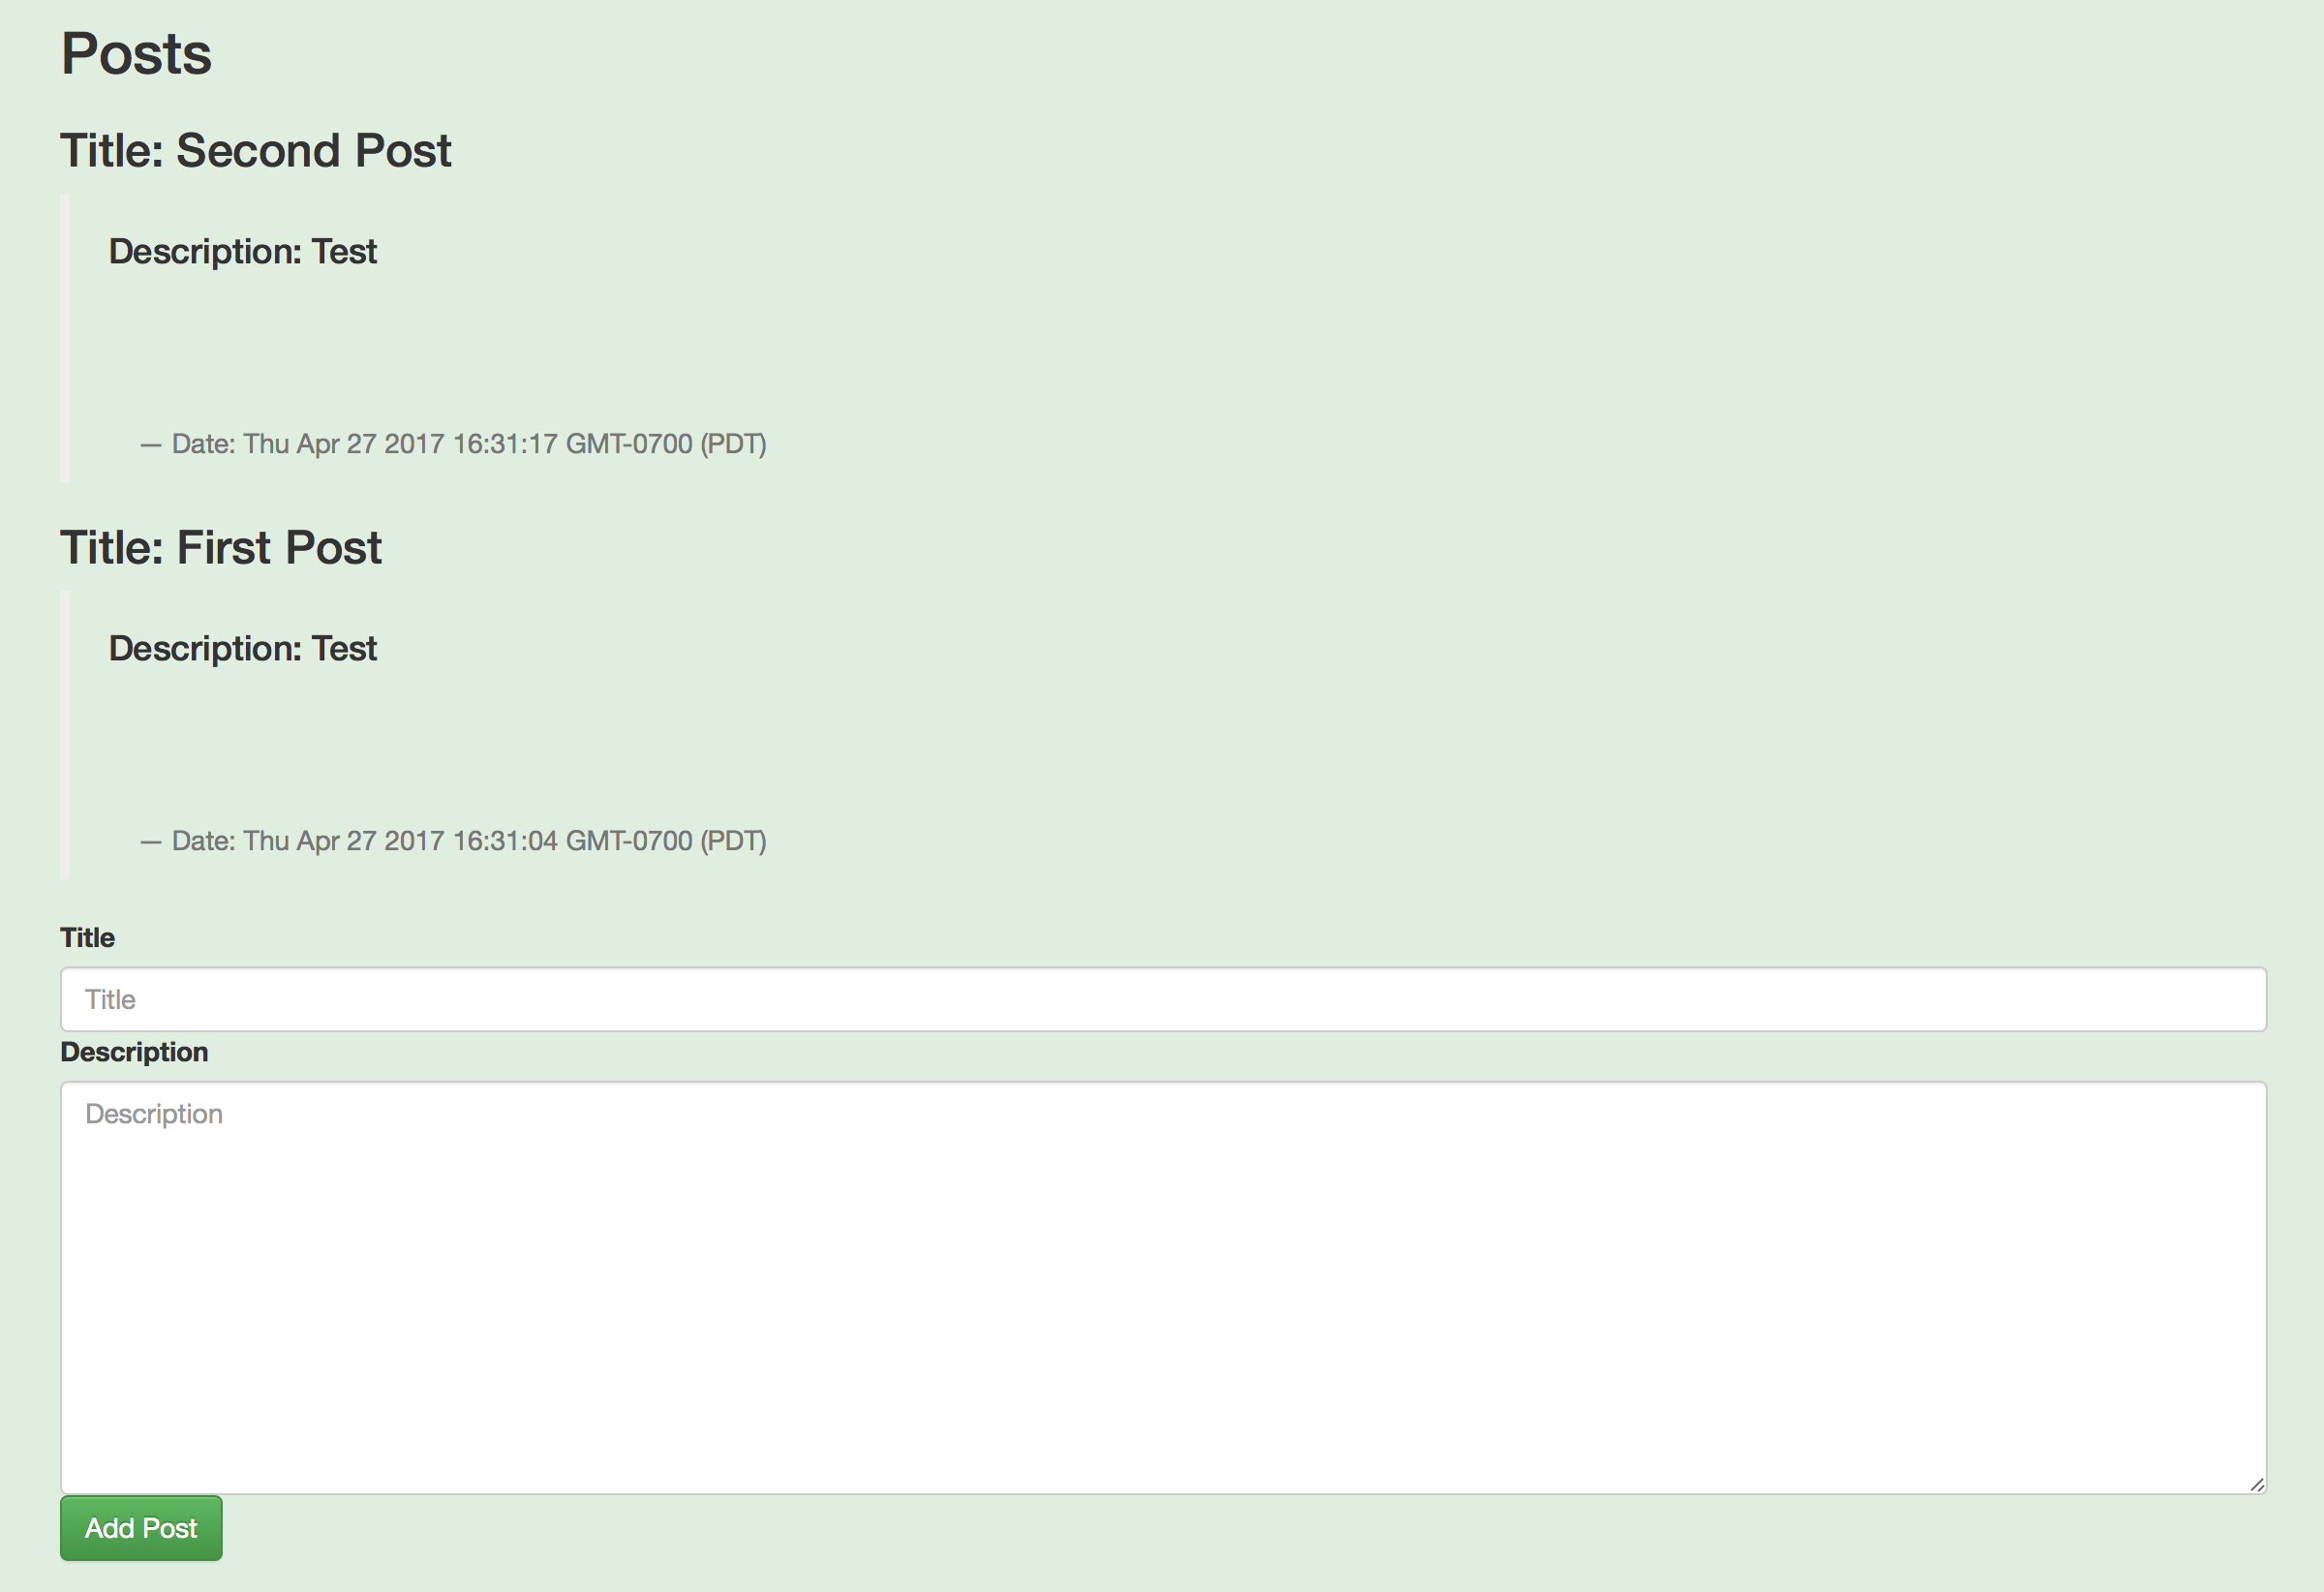 Posts
Title: Second Post
Description: Test
— Date: Thu Apr 27 2017 16:31:17 GMT-0700 (PDT)
Title: First Post
Description: Test
— Date: Thu Apr 27 2017 16:31:04 GMT-0700 (PDT)
Title
Title
Description
Description
Add Post